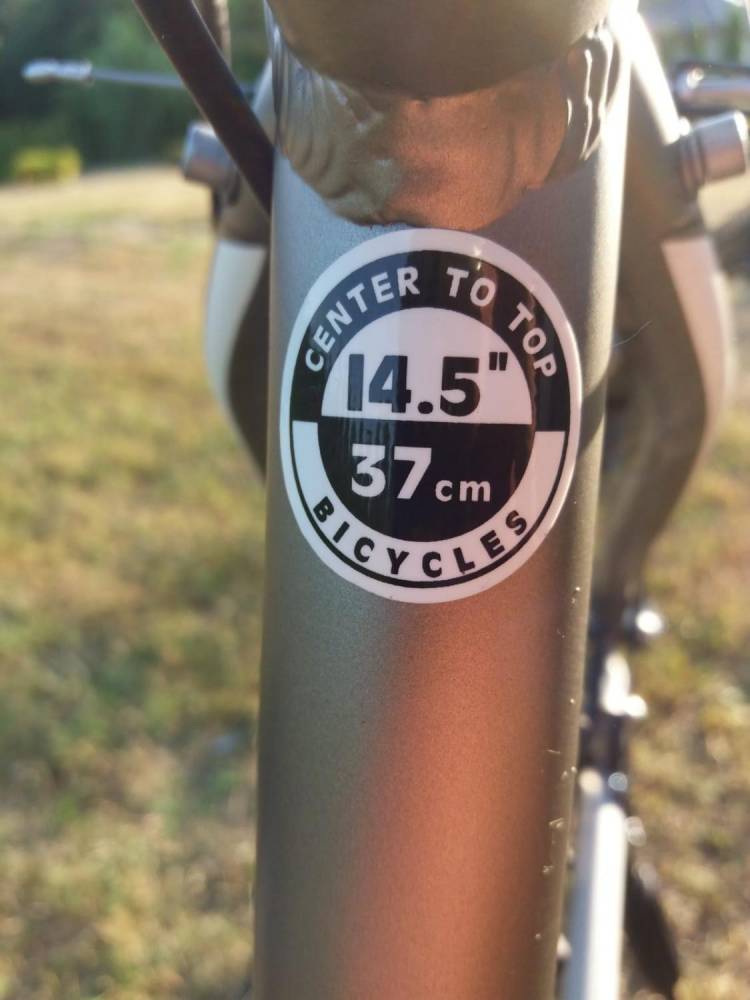 CENTER TO TOP
14.5"
37cm
BICYCLES